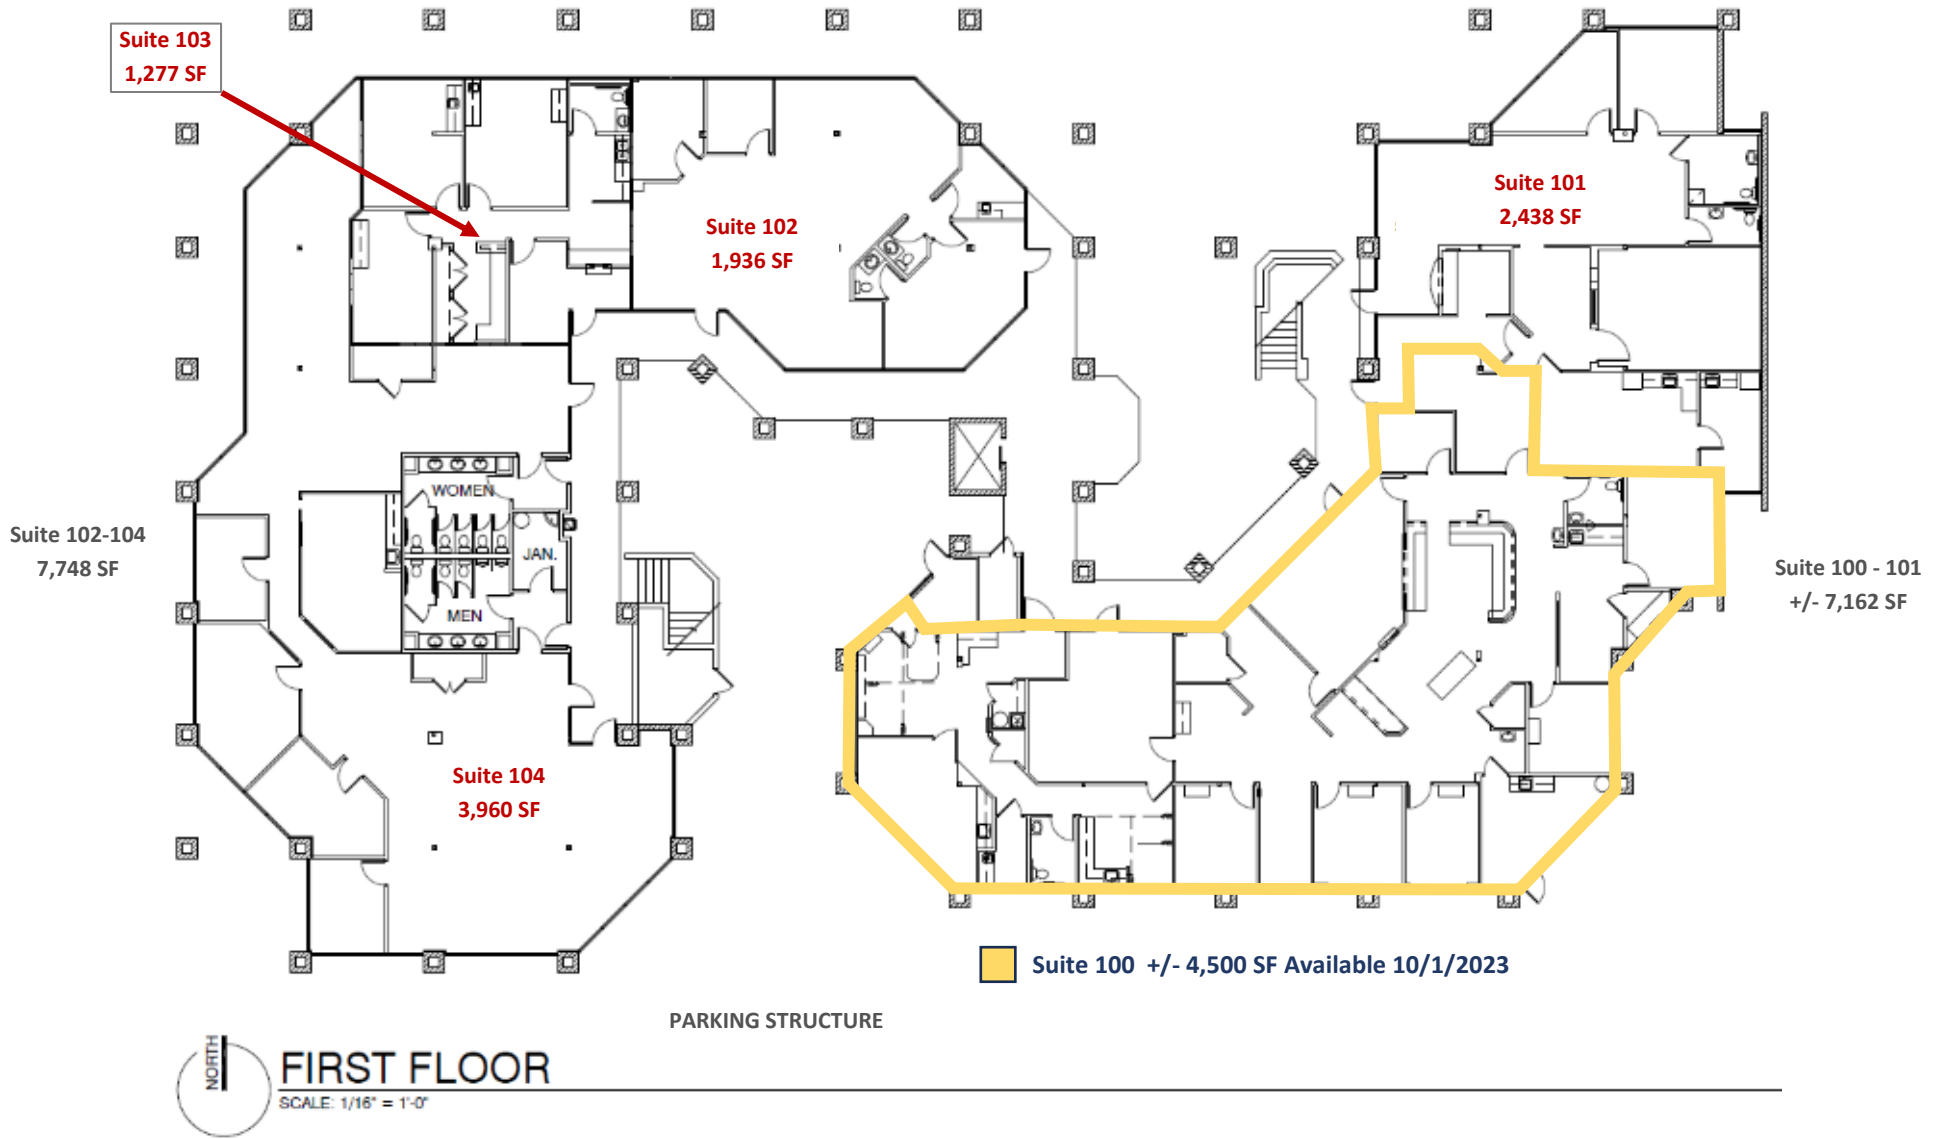 Suite 103
1,277 SF
Suite 101
2,438 SF
Suite 102
1,936 SF
WOMEN
JAN.
MEN
Suite 102-104
7,748 SF
Suite 100 - 101
+/- 7,162 SF
Suite 104
3,960 SF
Suite 100 +/- 4,500 SF Available 10/1/2023
PARKING STRUCTURE
NORTH
FIRST FLOOR
SCALE: 1/16" = 1'-0"